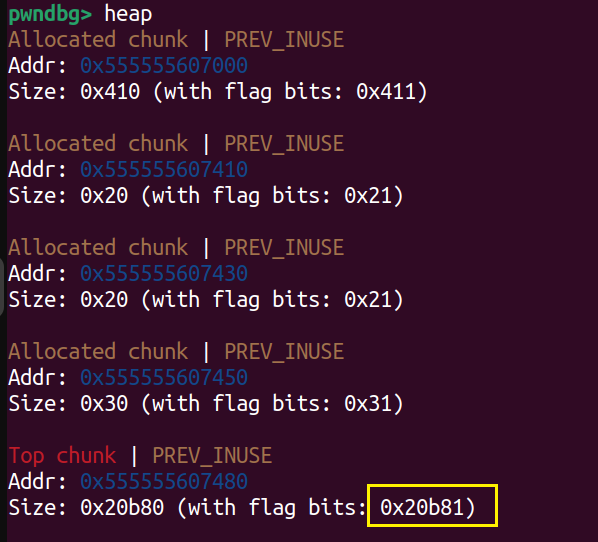 pwndbg> heap
Allocated chunk | PREV_INUSE
Addr: 0x555555607000
Size: 0x410 (with flag bits: 0x411)
Allocated chunk | PREV_INUSE
Addr: 0x555555607410
Size: 0x20 (with flag bits: 0x21)
Allocated chunk | PREV_INUSE
Addr: 0x555555607430
Size: 0x20 (with flag bits: 0x21)
Allocated chunk | PREV_INUSE
Addr: 0x555555607450
Size: 0x30 (with flag bits: 0x31)
Top chunk | PREV_INUSE
Addr: 0x555555607480
Size: 0x20b80 (with flag bits: 0x20b81)